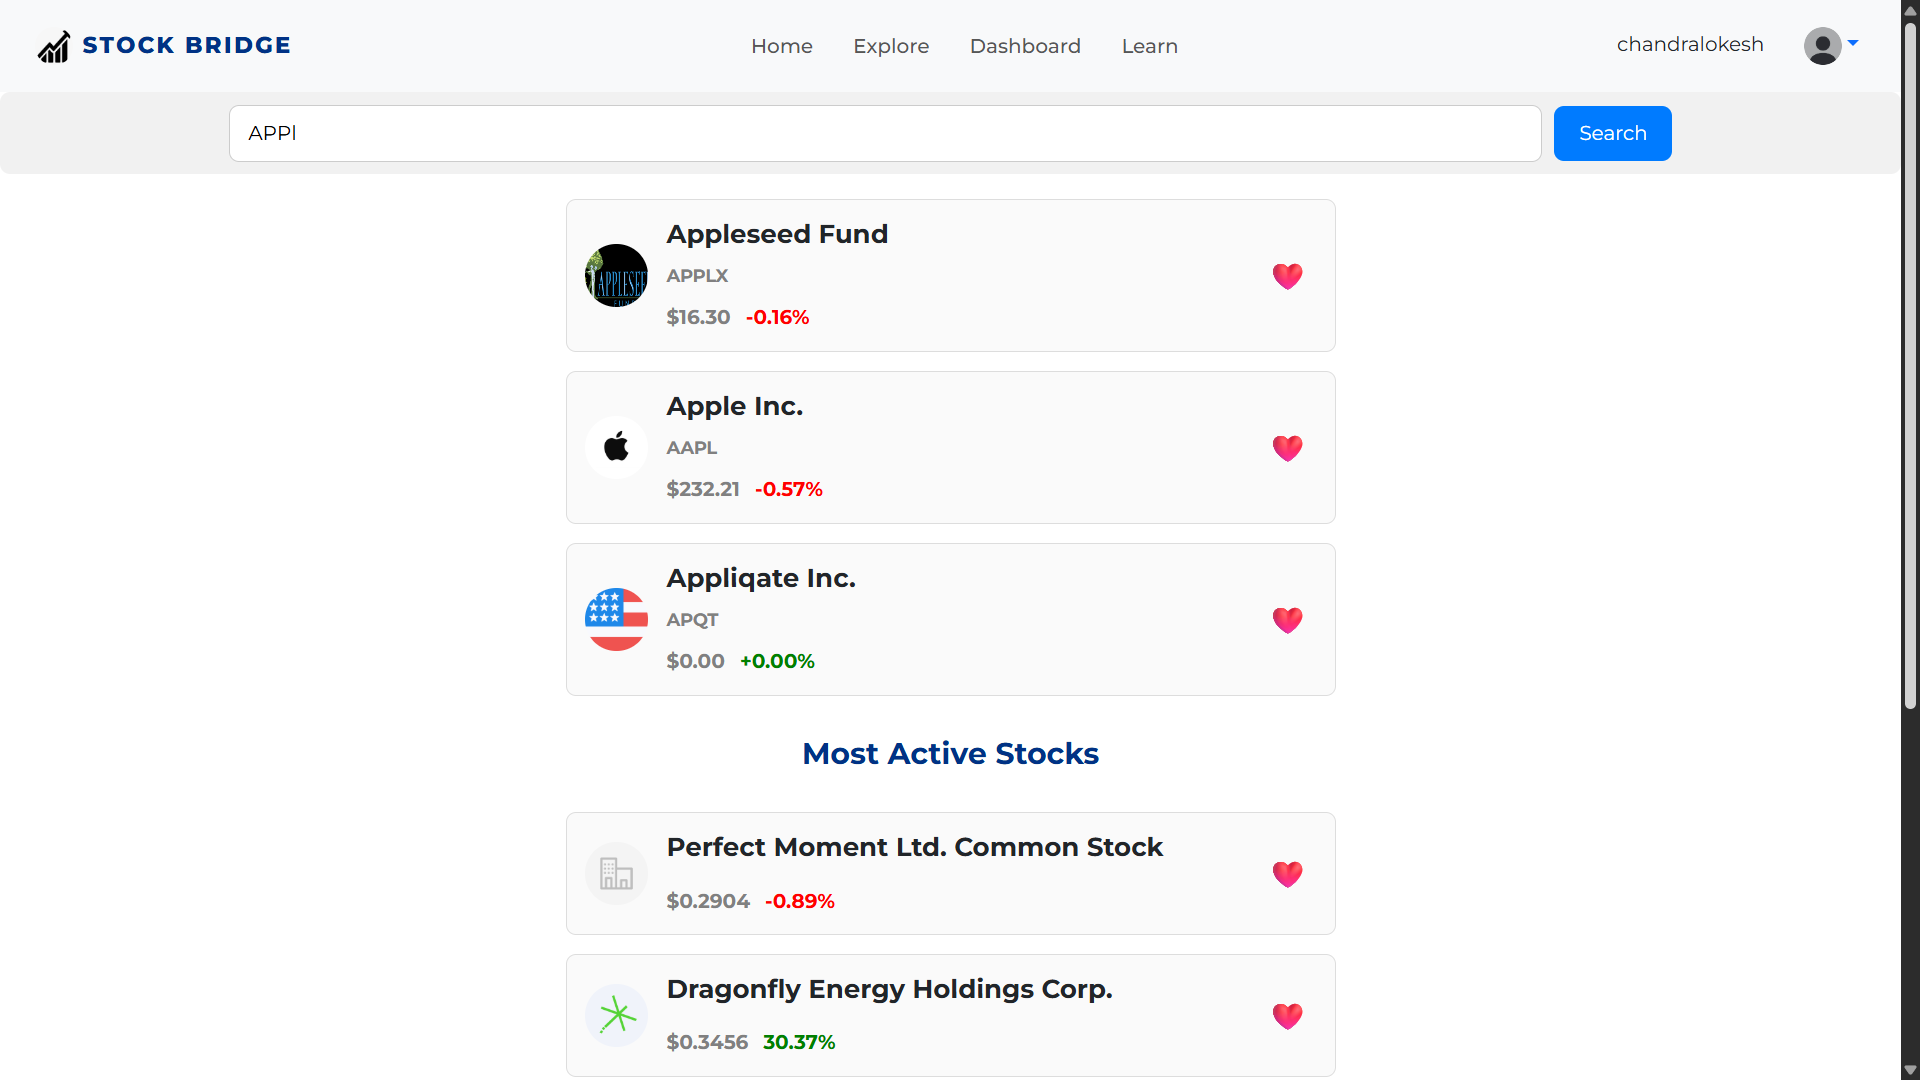 STOCK BRIDGE
Home Explore Dashboard Learn
chandralokesh
APPl
Search
Appleseed Fund
APPLX
$16.30 -0.16%
Apple Inc.
AAPL
$232.21 -0.57%
Appliqate Inc.
APQT
$0.00 +0.00%
Most Active Stocks
Perfect Moment Ltd. Common Stock
$0.2904 -0.89%
Dragonfly Energy Holdings Corp.
$0.3456 30.37%